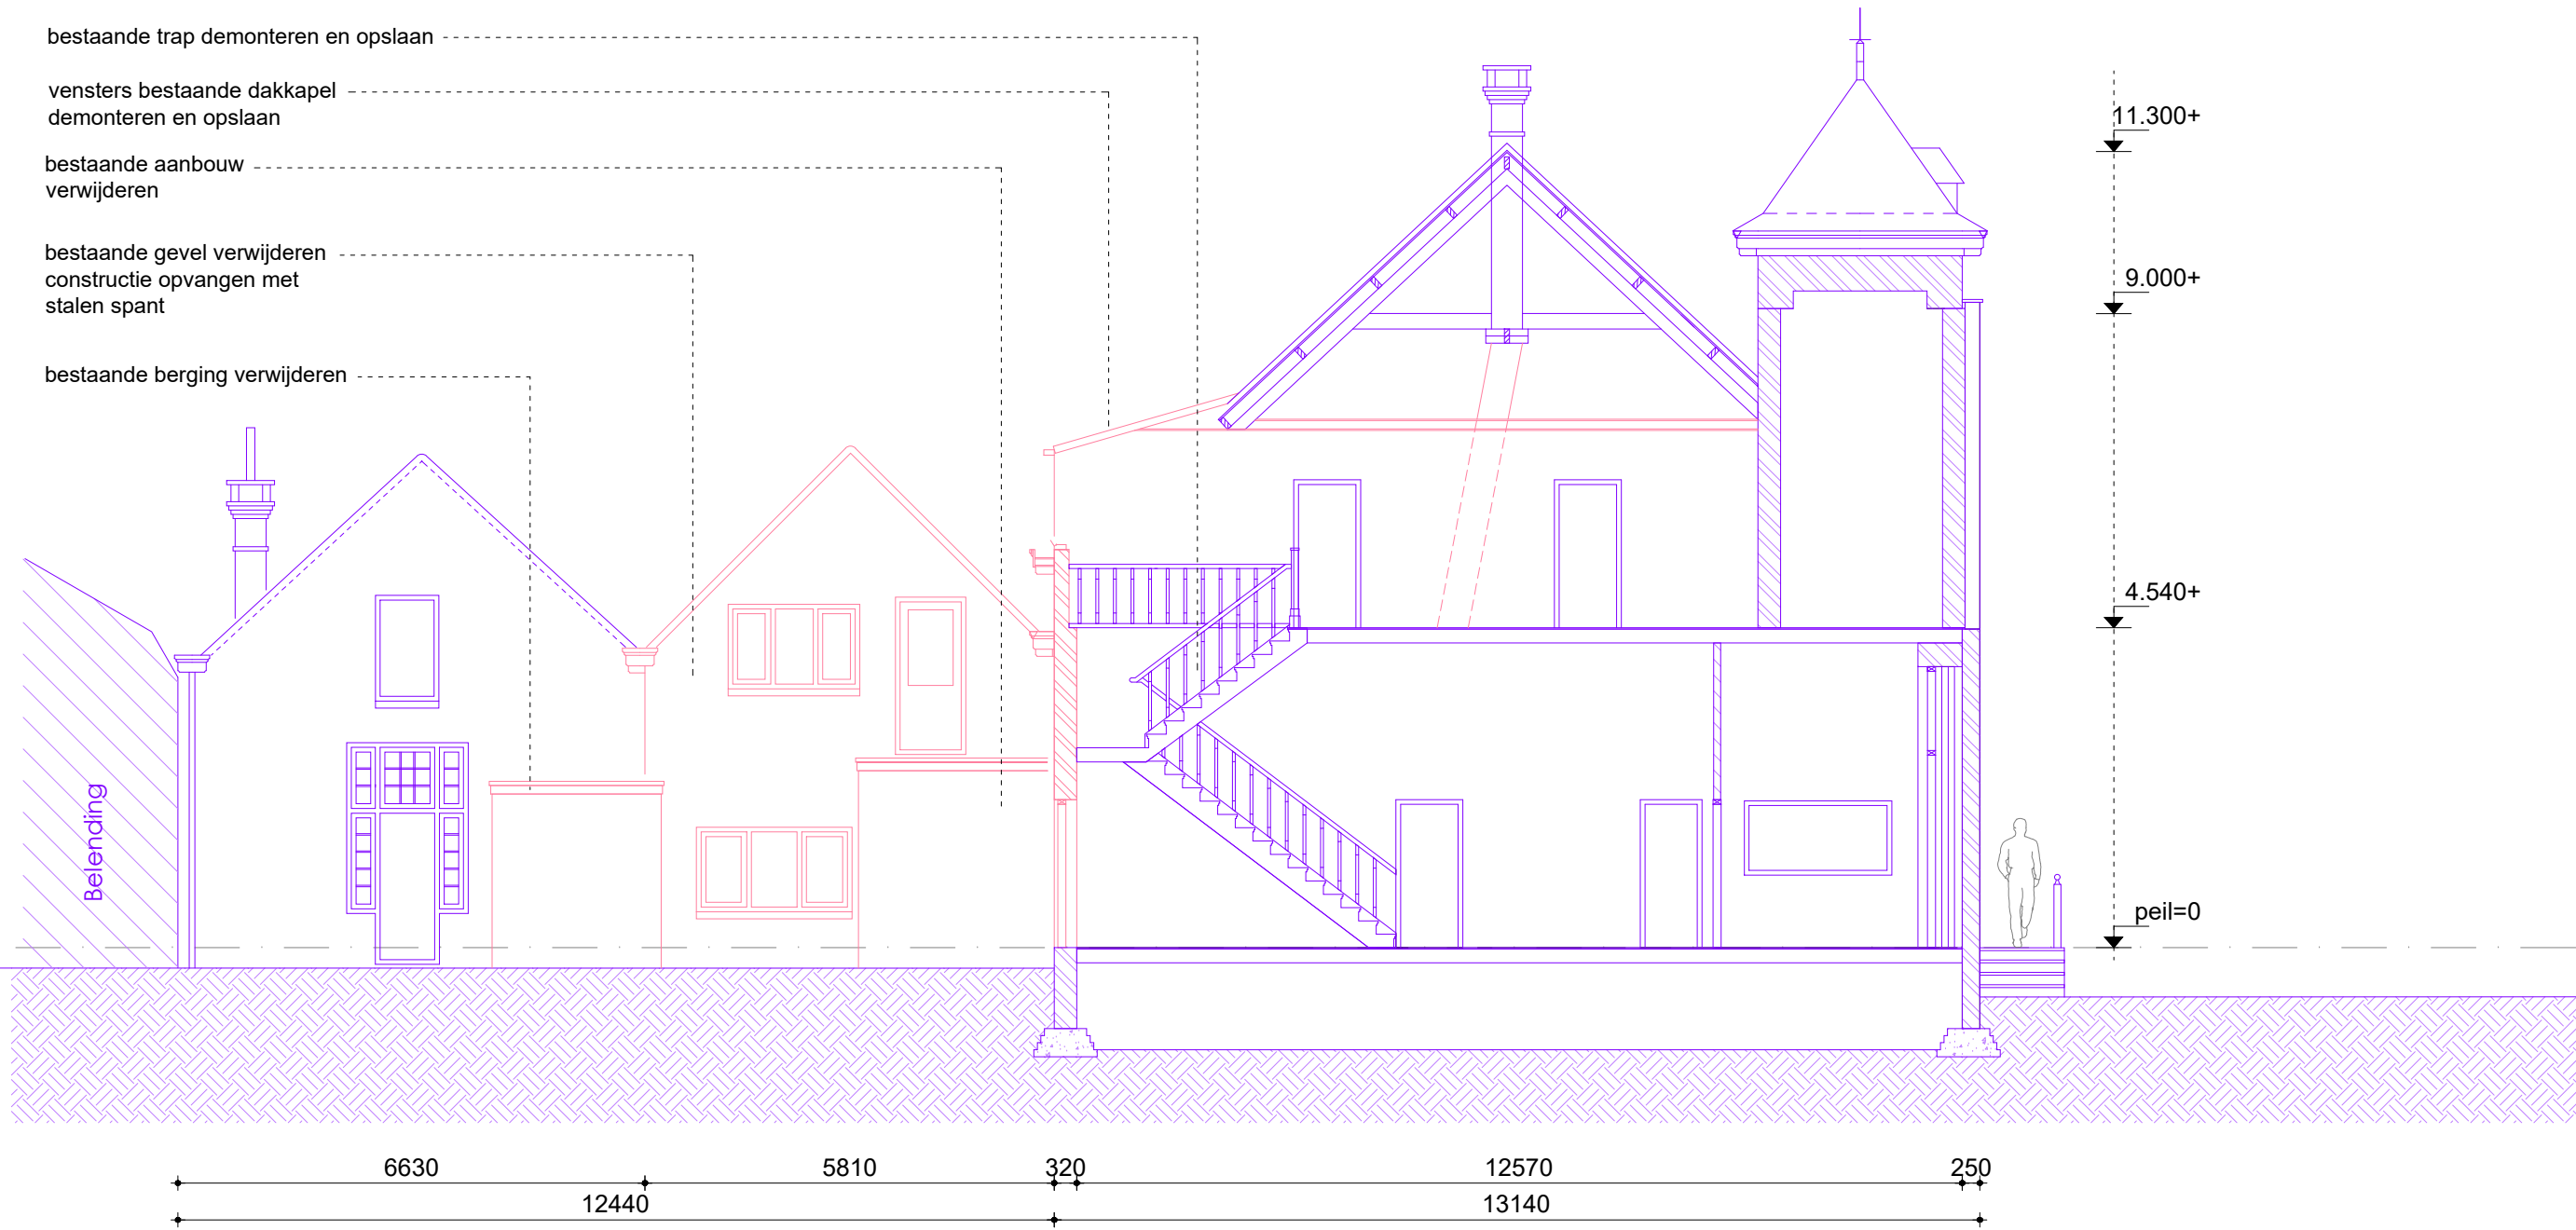 bestaande trap demonteren en opslaan
vensters bestaande dakkapel
demonteren en opslaan
bestaande aanbouw
verwijderen
bestaande gevel verwijderen
constructie opvangen met
stalen spant
bestaande berging verwijderen
11.300+
9.000+
4.540+
peil=0
Belending
6630
5810
320
12570
250
12440
13140